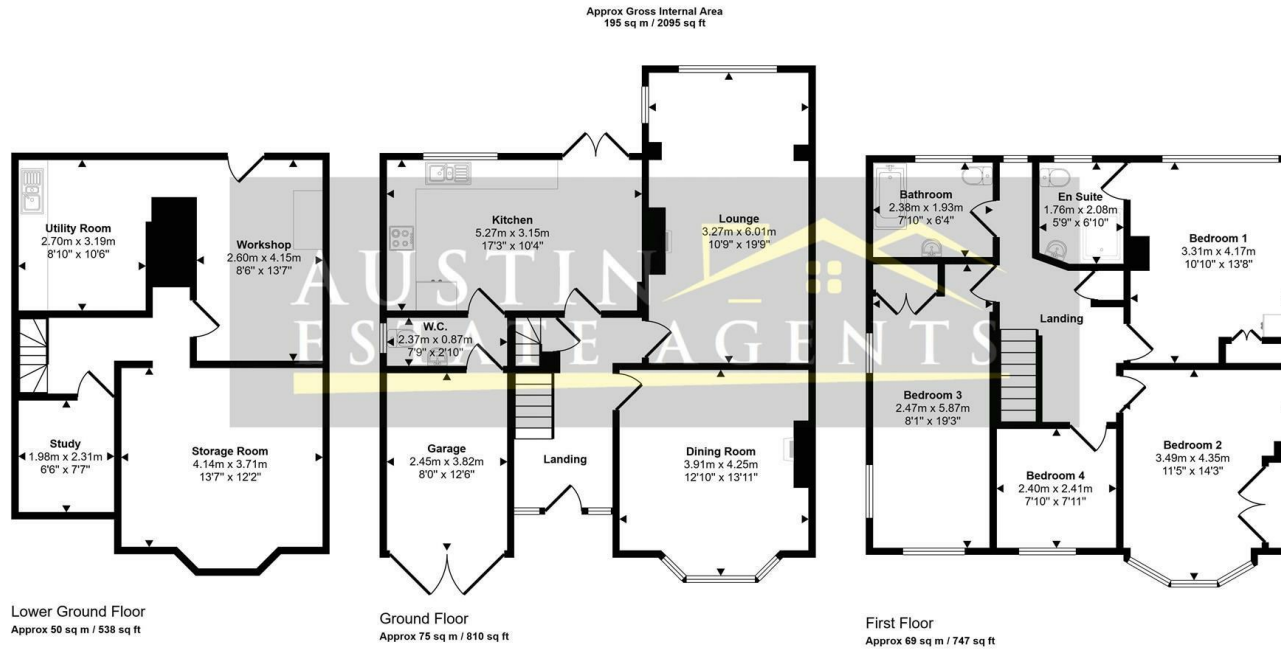 Approx Gross Internal Area
195 sq m / 2095 sq ft
Utility Room
2.70m x 3.19m
8'10" x 10'6"
Workshop
2.60m x 4.15m
8'6" x 13'7"
Study
1.98m x 2.31m
6'6" x 7'7"
Storage Room
4.14m x 3.71m
13'7" x 12'2"
Lower Ground Floor
Approx 50 sq m / 538 sq ft
Kitchen
5.27m x 3.15m
17'3" x 10'4"
Lounge
3.27m x 6.01m
10'9" x 19'9"
W.C.
2.37m x 0.87m
7'9" x 2'10"
Garage
2.45m x 3.82m
8'0" x 12'6"
Landing
Dining Room
3.91m x 4.25m
12'10" x 13'11"
Ground Floor
Approx 75 sq m / 810 sq ft
Bathroom
2.38m x 1.93m
7'10" x 6'4"
En Suite
1.76m x 2.08m
5'9" x 6'10"
Bedroom 1
3.31m x 4.17m
10'10" x 13'8"
Landing
Bedroom 3
2.47m x 5.87m
8'1" x 19'3"
Bedroom 4
2.40m x 2.41m
7'10" x 7'11"
Bedroom 2
3.49m x 4.35m
11'5" x 14'3"
First Floor
Approx 69 sq m / 747 sq ft
AUSTIN
ESTATE AGENTS